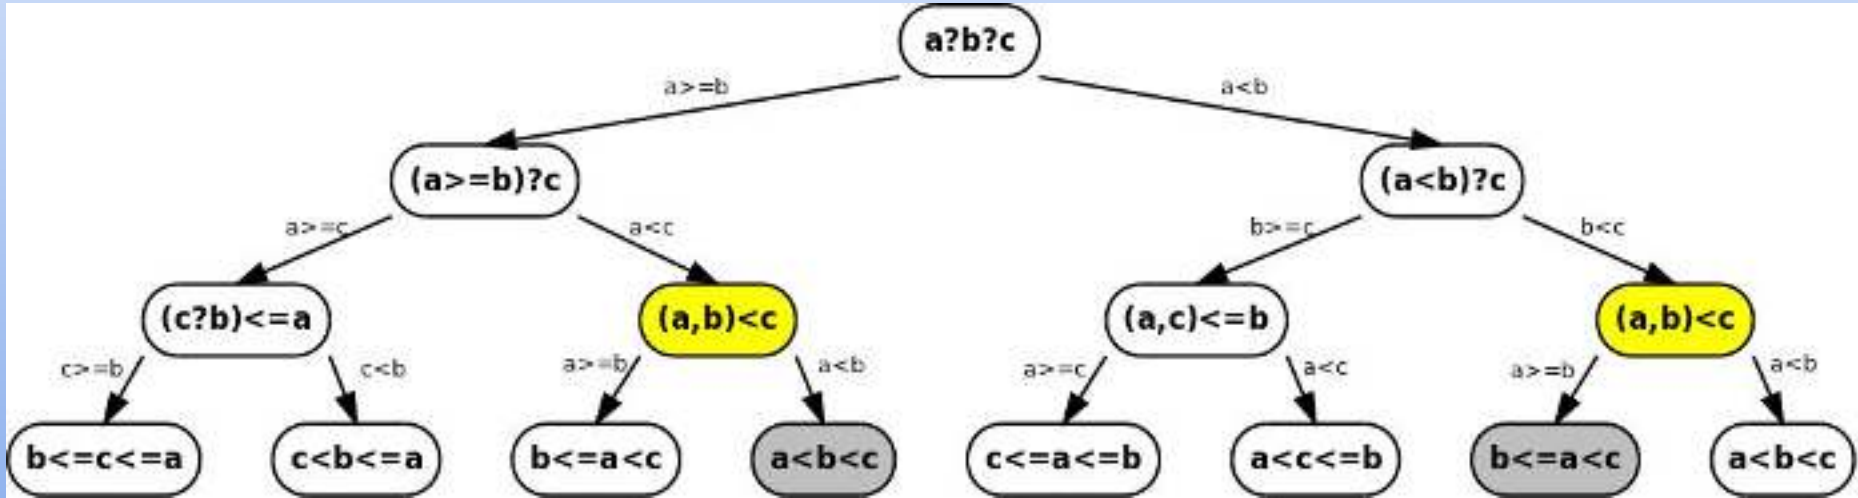 a?b?c
a>=b
a<b
(a>=b)?c
(a<b)?c
a>=c
a<c
b>=c
b<c
(c?b)<=a
(a,b)<c
(a,c)<=b
(a,b)<c
c>=b
c<b
a>=b
a<b
a>=c
a<c
a>=b
a<b
b<=c<=a
c<b<=a
b<=a<c
a<b<c
c<=a<=b
a<c<=b
b<=a<c
a<b<c